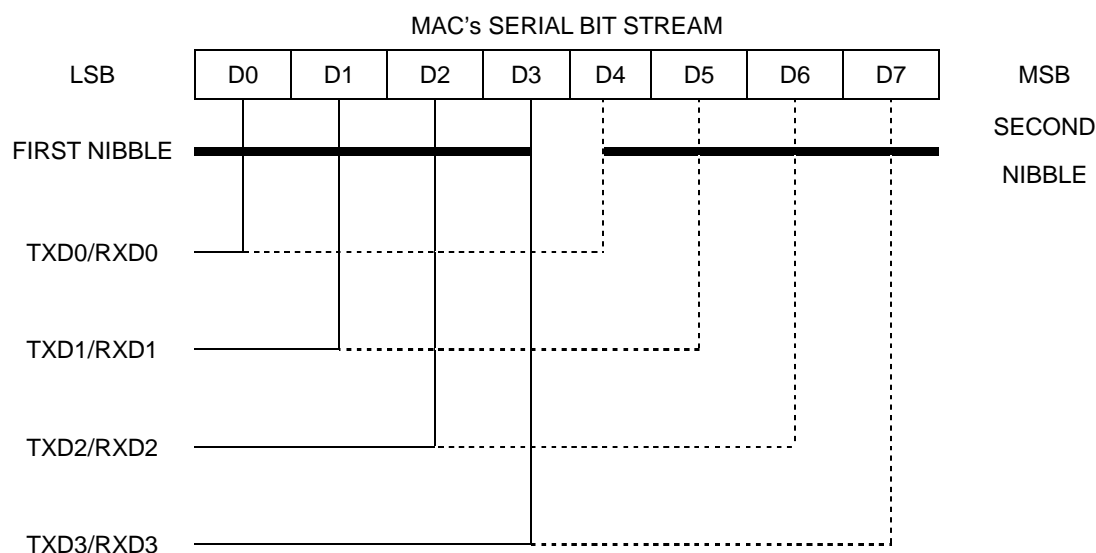 MAC's SERIAL BIT STREAM
LSB D0 D1 D2 D3 D4 D5 D6 D7 MSB
FIRST NIBBLE
SECOND
NIBBLE
TXD0/RXD0
TXD1/RXD1
TXD2/RXD2
TXD3/RXD3